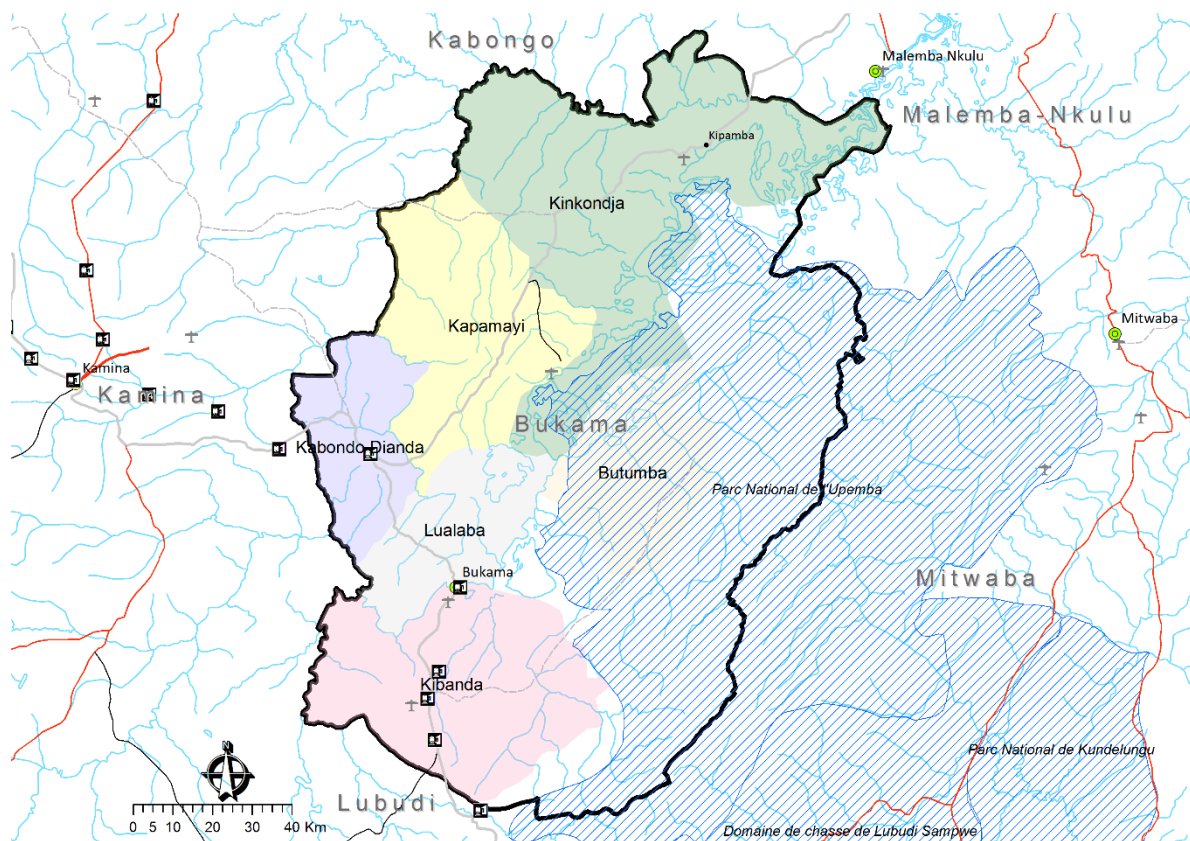 Kabongo
Malemba Nkulu
Malemba-Nkulu
Kipamba
Kinkondja
Kapamayi
Mitwaba
Kamina
Kamina
Bukama
Kabondo Dianda
Butumba
Parc National de l'Upemba
Lualaba
Bukama
Mitwaba
Kibanda
Parc National de Kundelungu
N
Lubudi
0 5 10 20 30 40 Km
Domaine de chasse de Lubudi Sampwe